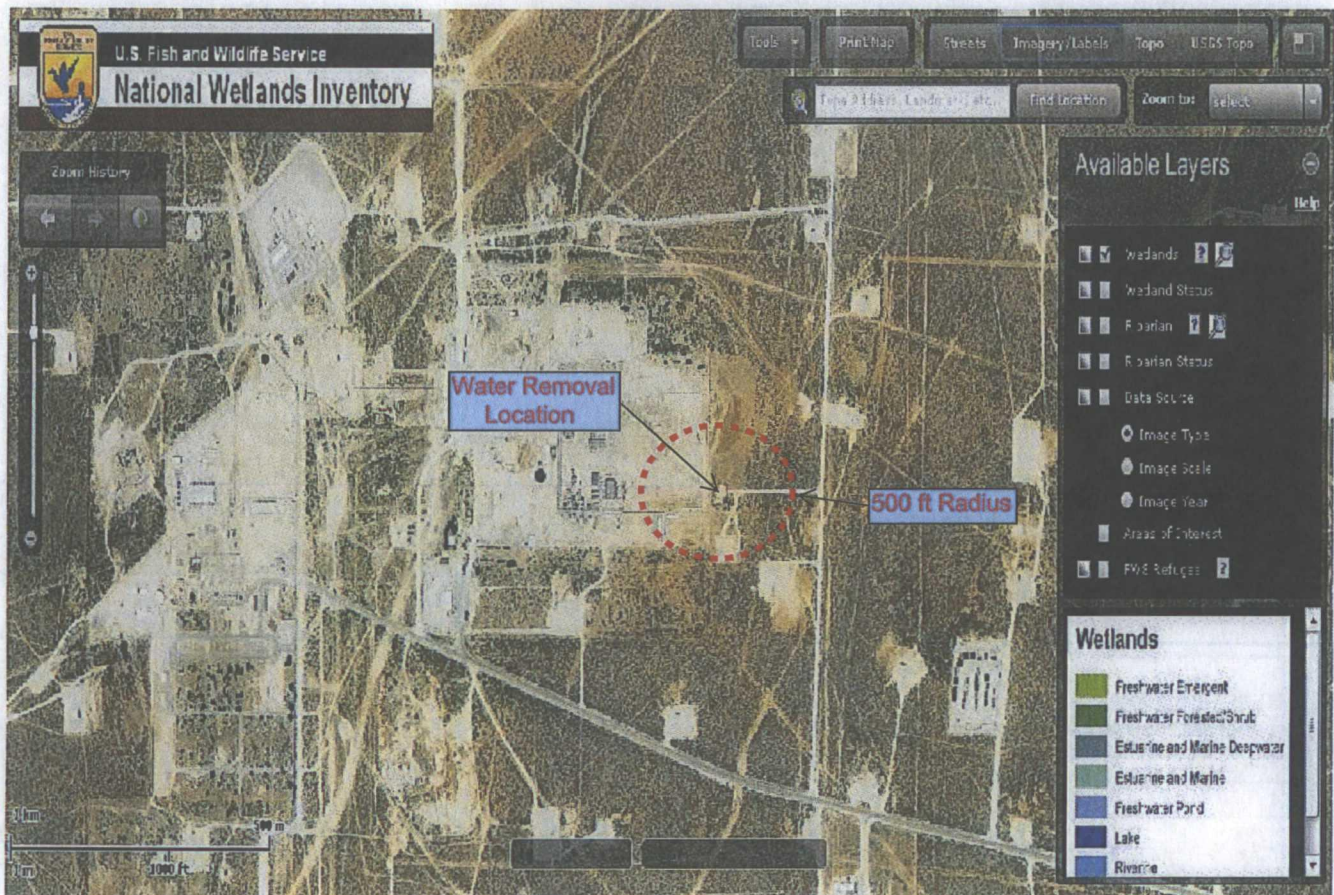 U.S. Fish and Wildlife Service
National Wetlands Inventory
Tools
Print Map
Streets
Imagery/Labels
Topo
USGS Topo
Find Location
Zoom to:
select
Zoom History
Available Layers
Help
Wetlands ?
Wetland Status
Riparian ?
Riparian Status
Data Source
Image Type
Image Scale
Image Year
Areas of Interest
FWS Refuges ?
Water Removal
Location
500 ft Radius
Wetlands
Freshwater Emergent
Freshwater Forested/Shrub
Estuarine and Marine Deepwater
Estuarine and Marine
Freshwater Pond
Lake
Riverine
500 m
1000 ft